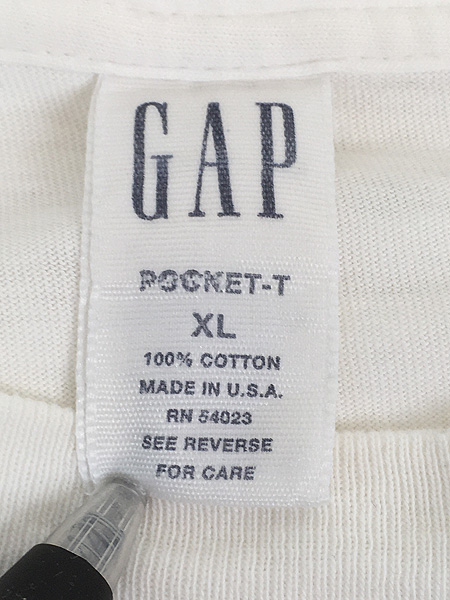 GAP
POCKET-T
XL
100% COTTON
MADE IN U.S.A.
RN 54023
SEE REVERSE
FOR CARE